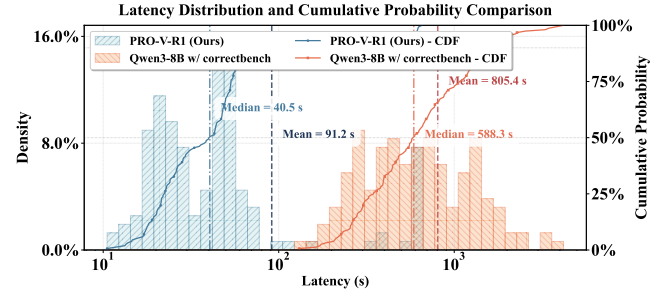 Latency Distribution and Cumulative Probability Comparison
16.0%
8.0%
0.0%
Density
PRO-V-R1 (Ours)
Qwen3-8B w/ correctbench
PRO-V-R1 (Ours) - CDF
Qwen3-8B w/ correctbench - CDF
Mean = 805.4
Median = 40.5
Mean = 91.2
Median = 588.3
100%
75%
50%
25%
0%
Cumulative Probability
10¹
10²
10³
Latency (s)